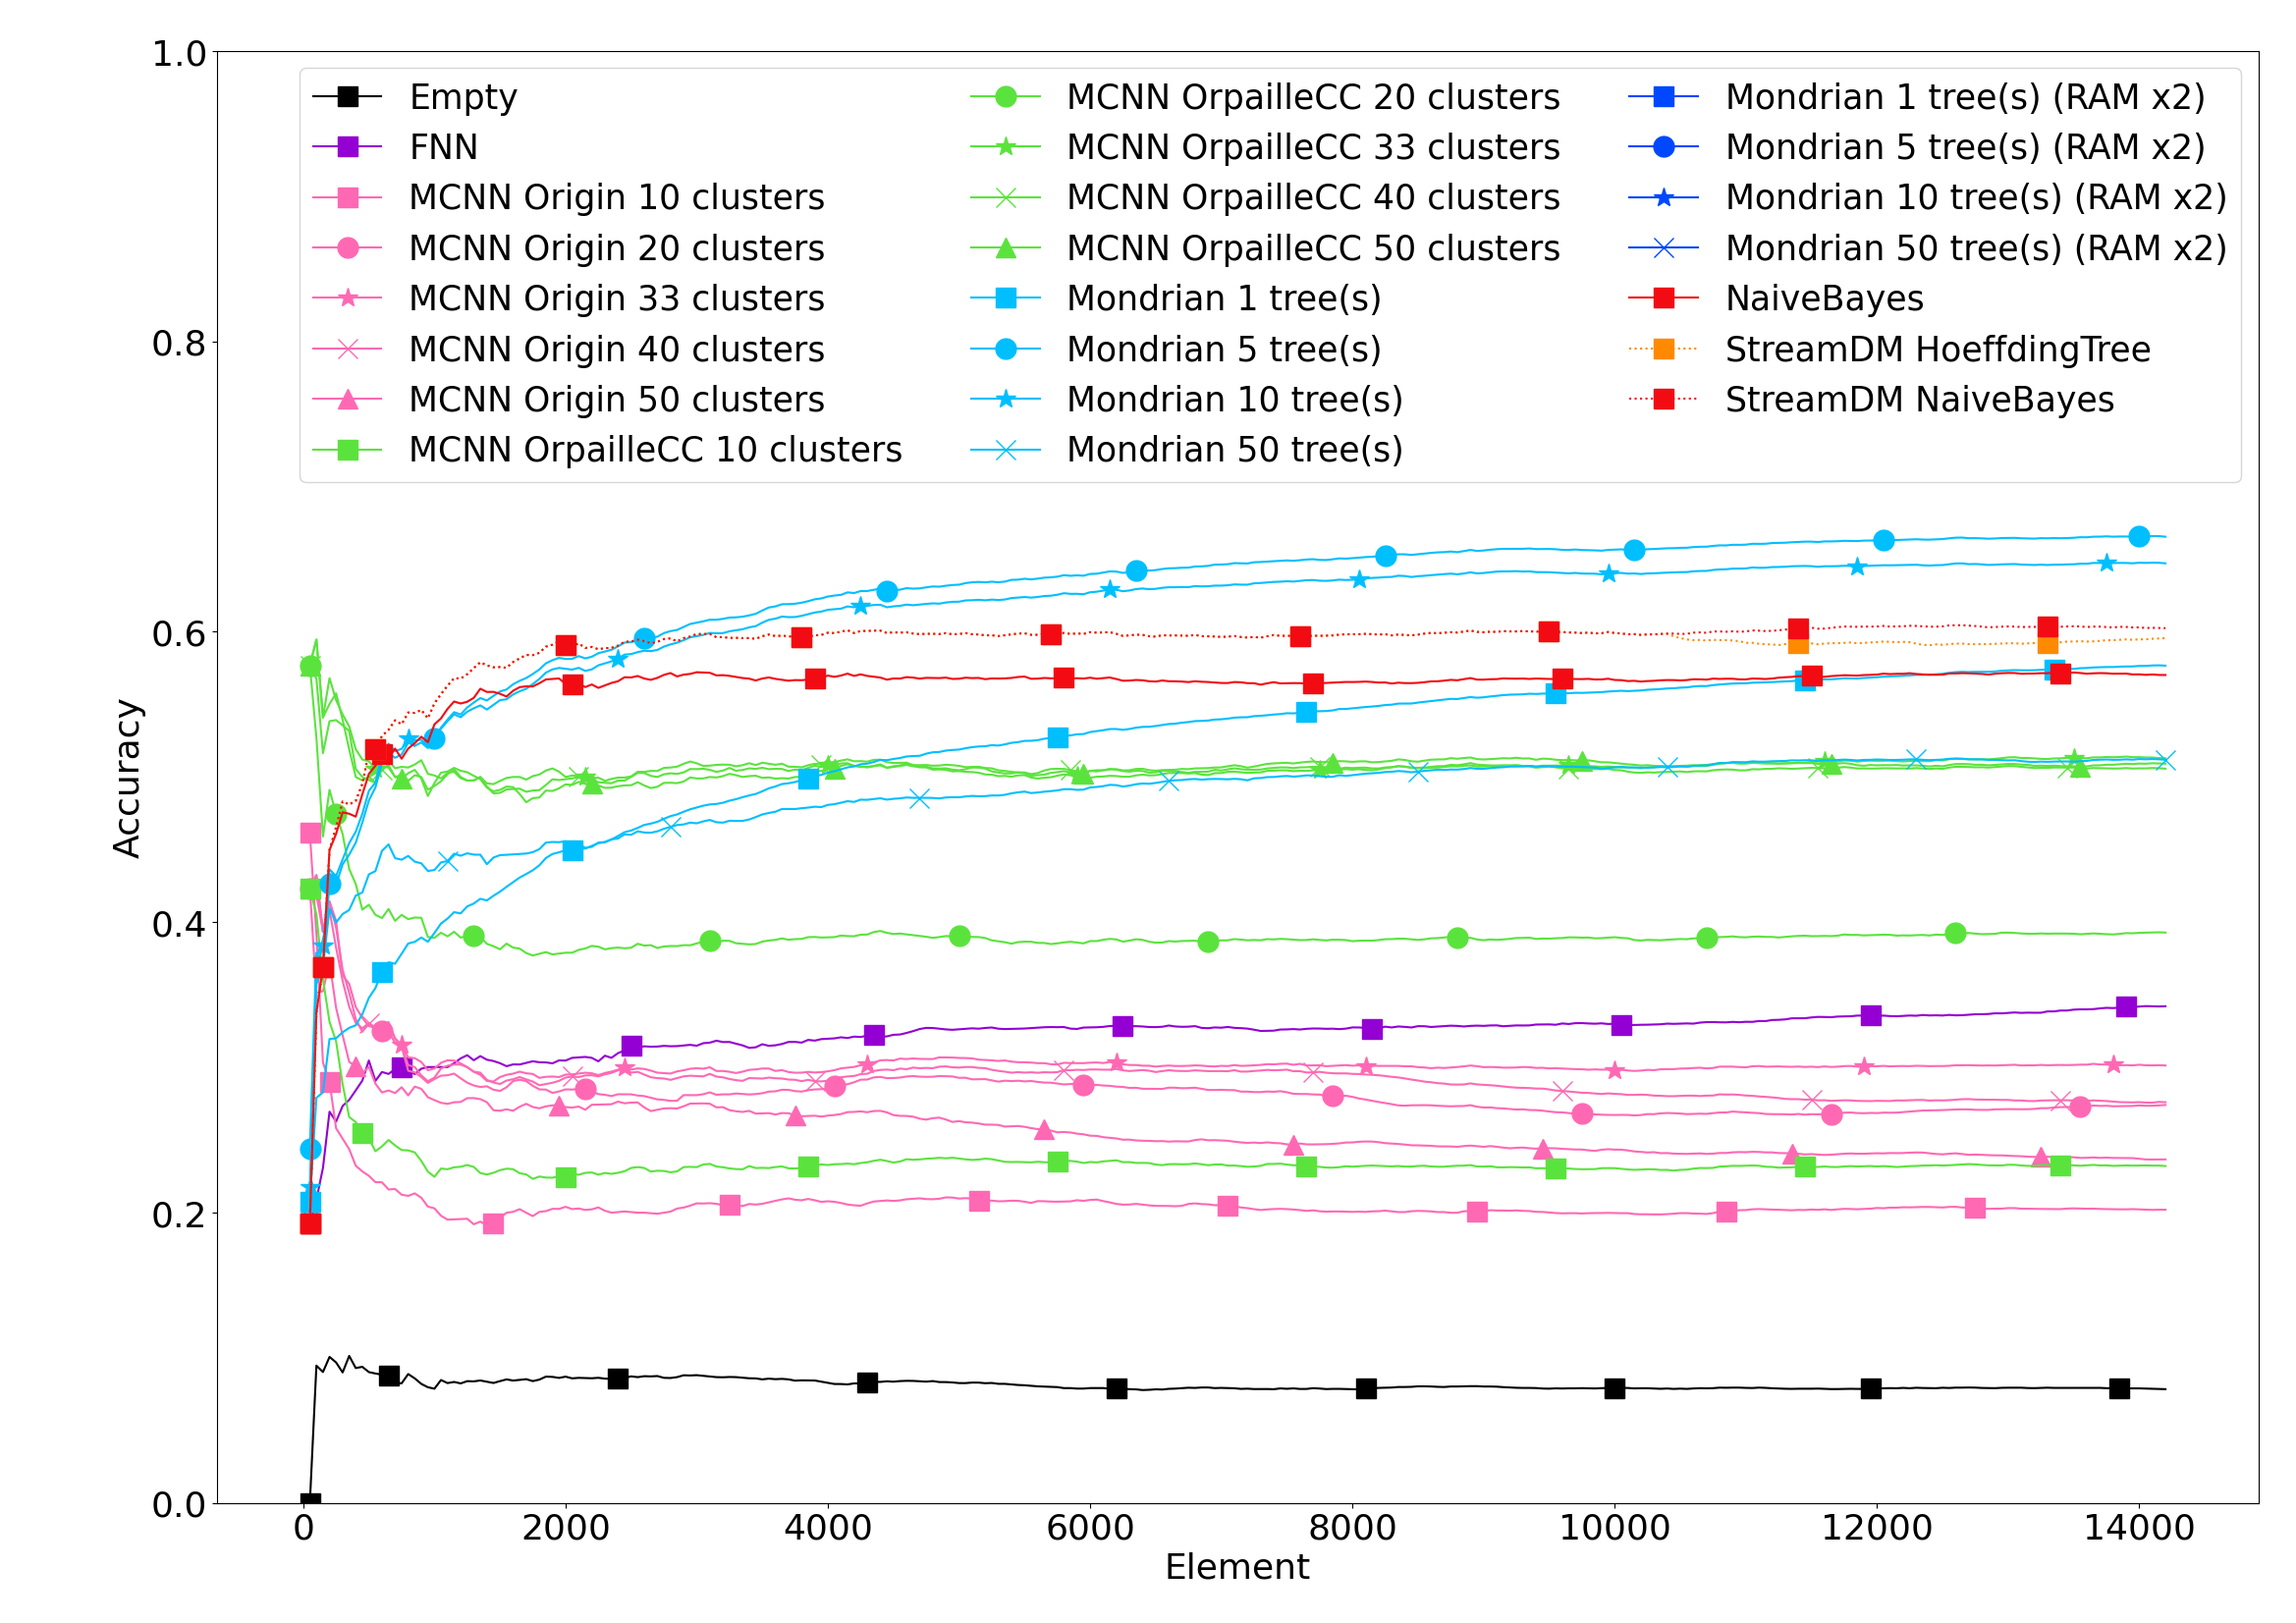 1.0
0.8
0.6
0.4
0.2
0.0
Accuracy
Empty
FNN
MCNN Origin 10 clusters
MCNN Origin 20 clusters
MCNN Origin 33 clusters
MCNN Origin 40 clusters
MCNN Origin 50 clusters
MCNN OrpailleCC 10 clusters
MCNN OrpailleCC 20 clusters
MCNN OrpailleCC 33 clusters
MCNN OrpailleCC 40 clusters
MCNN OrpailleCC 50 clusters
Mondrian 1 tree(s)
Mondrian 5 tree(s)
Mondrian 10 tree(s)
Mondrian 50 tree(s)
Mondrian 1 tree(s) (RAM x2)
Mondrian 5 tree(s) (RAM x2)
Mondrian 10 tree(s) (RAM x2)
Mondrian 50 tree(s) (RAM x2)
NaiveBayes
StreamDM HoeffdingTree
StreamDM NaiveBayes
0 2000 4000 6000 8000 10000 12000 14000
Element